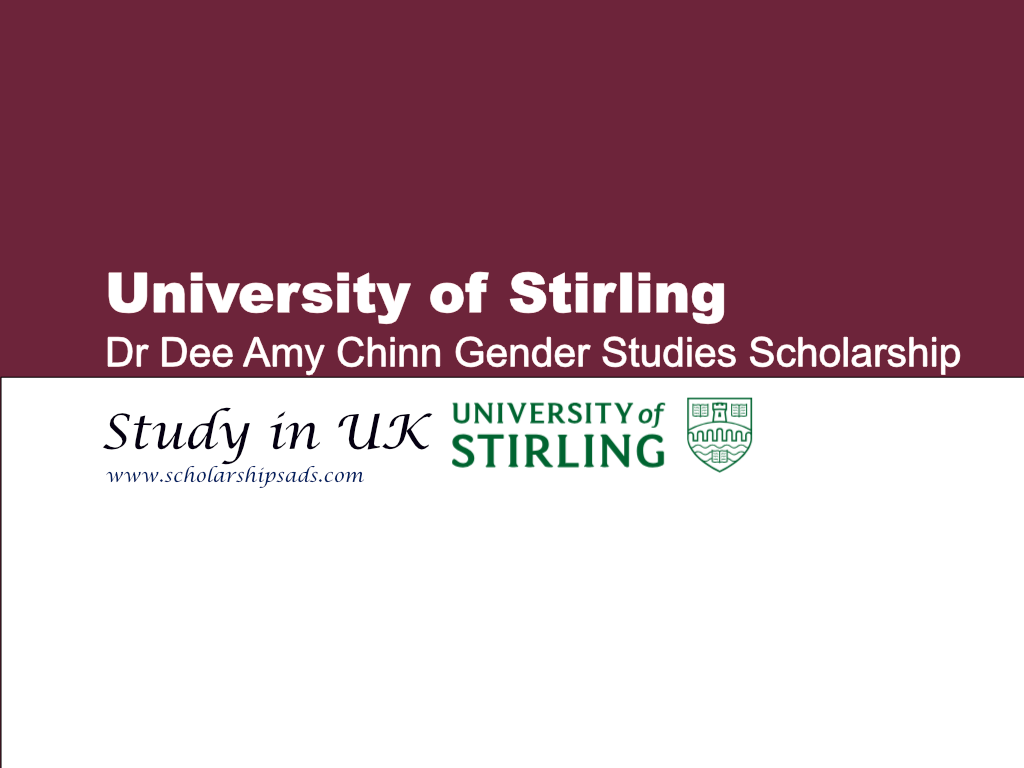 University of Stirling
Dr Dee Amy Chinn Gender Studies Scholarship
Study in UK
www.scholarshipsads.com
UNIVERSITY of
STIRLING